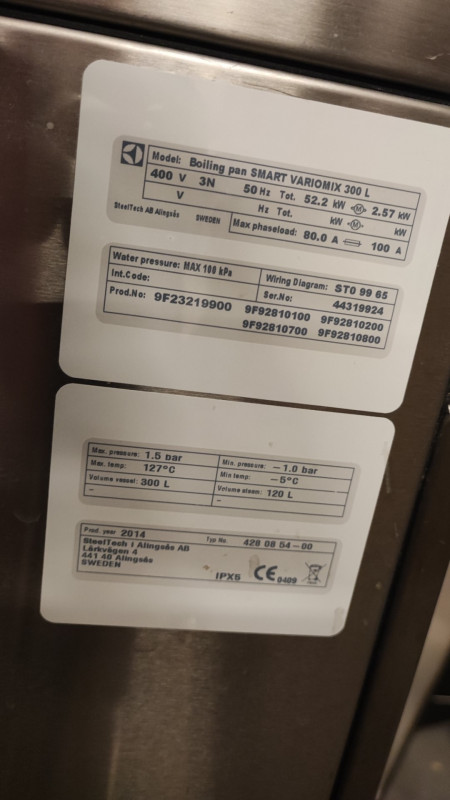 Model: Boiling pan SMART VARIOMIX 300 L
400 V 3N 50 Hz Tot. 52.2 kW M 2.57 kW
V Hz Tot. kW M kW
SteelTech AB Alingsås SWEDEN Max phaseload: 80.0 A 100 A
Water pressure: MAX 100 kPa Wiring Diagram: ST0 99 65
Int.Code: Ser.No: 44319924
Prod.No: 9F23219900 9F92810100 9F92810200
9F92810700 9F92810800
Max. pressure: 1.5 bar Min. pressure: -1.0 bar
Max. temp: 127°C Min temp: -5°C
Volume vessel: 300 L Volume steam: 120 L
- -
Prod. year 2014 Typ No. 428 08 54-00
SteelTech i Alingsås AB
Lärkvägen 4
441 40 Alingsås
SWEDEN
IPX5 CE 0409